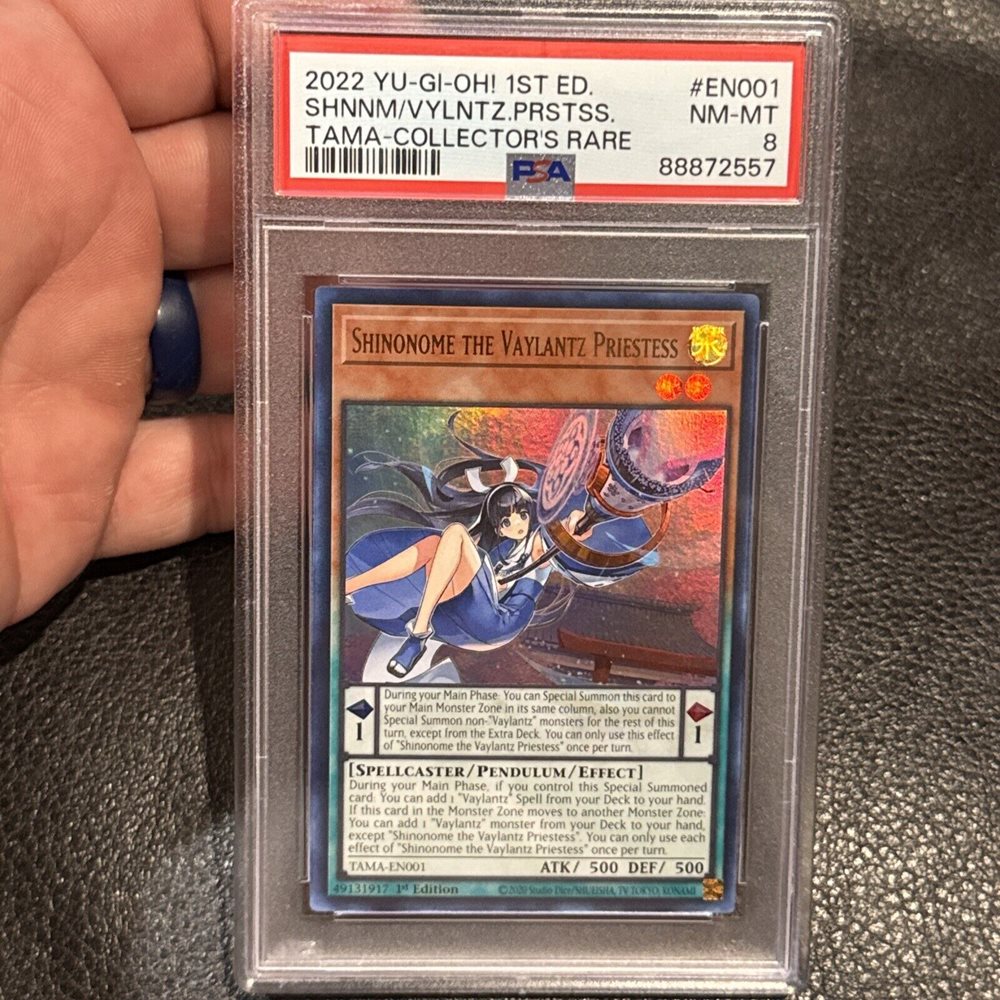 2022 YU-GI-OH! 1ST ED. #EN001
SHNNM/VYLNTZ.PRSTSS. NM-MT
TAMA-COLLECTOR'S RARE 8
PSA 88872557
SHINONOME THE VAYLANTZ PRIESTESS
During your Main Phase: You can Special Summon this card to
your Main Monster Zone in its same column, also you cannot
Special Summon non-"Vaylantz" monsters for the rest of this
turn, except from the Extra Deck. You can only use this effect
of "Shinonome the Vaylantz Priestess" once per turn.
1 1
[SPELLCASTER/PENDULUM/EFFECT]
During your Main Phase, if you control this Special Summoned
card: You can add 1 "Vaylantz" Spell from your Deck to your hand.
If this card in the Monster Zone moves to another Monster Zone:
You can add 1 "Vaylantz" monster from your Deck to your hand,
except "Shinonome the Vaylantz Priestess". You can only use each
effect of "Shinonome the Vaylantz Priestess" once per turn.
TAMA-EN001 ATK/ 500 DEF/ 500
49131917 1st Edition ©2020 Studio Dice/SHUEISHA, TV TOKYO, KONAMI